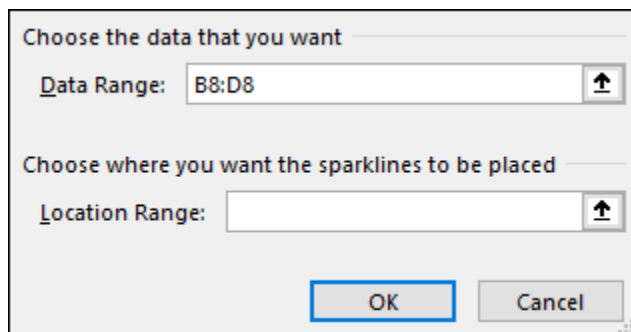 Choose the data that you want
Data Range: B8:D8
Choose where you want the sparklines to be placed
Location Range:
OK Cancel